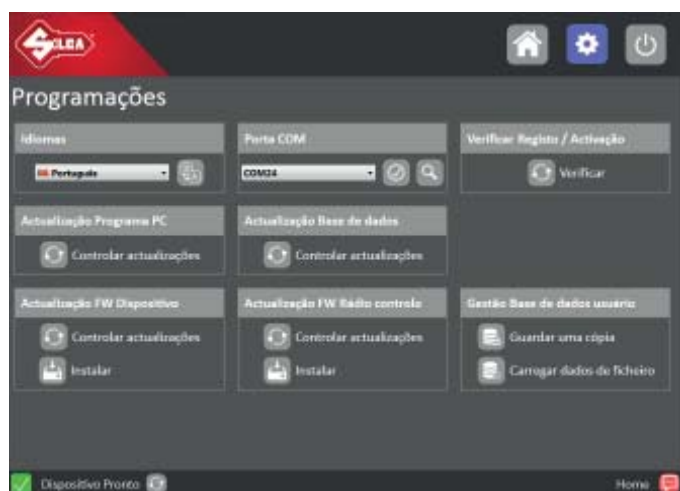 SILCA
Programações
Idiomas
Porta COM
Verificar Registo / Activação
Português
COM24
Verificar
Actualização Programa PC
Actualização Base de dados
Controlar actualizações
Controlar actualizações
Actualização FW Dispositivo
Actualização FW Rádio controlo
Gestão Base de dados usuário
Controlar actualizações
Controlar actualizações
Guardar uma cópia
Instalar
Instalar
Carregar dados de ficheiro
Dispositivo Pronto
Home